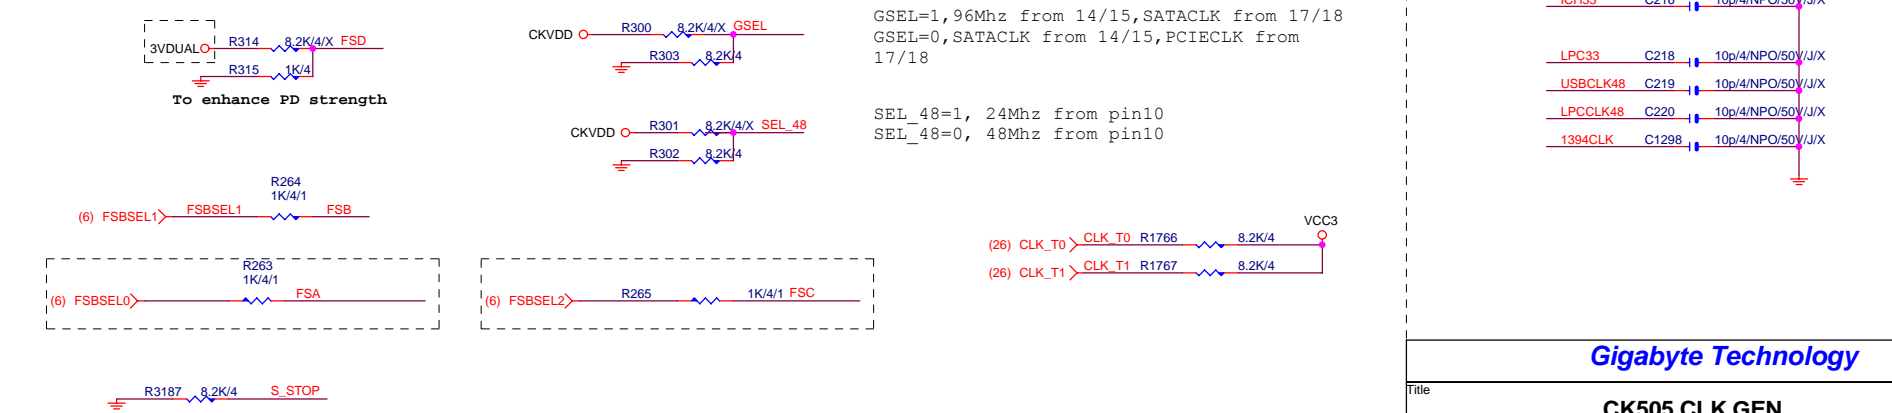 3VDUAL R314 8.2K/4/X FSD
R315 1K/4
To enhance PD strength
CKVDD R300 8.2K/4/X GSEL
R303 8.2K/4
GSEL=1,96Mhz from 14/15,SATACLK from 17/18
GSEL=0,SATACLK from 14/15,PCIECLK from
17/18
CKVDD R301 8.2K/4/X SEL_48
R302 8.2K/4
SEL_48=1, 24Mhz from pin10
SEL_48=0, 48Mhz from pin10
ICH33 C216 10p/4/NPO/50V/J/X
LPC33 C218 10p/4/NPO/50V/J/X
USBCLK48 C219 10p/4/NPO/50V/J/X
LPCCLK48 C220 10p/4/NPO/50V/J/X
1394CLK C1298 10p/4/NPO/50V/J/X
R264
1K/4/1
(6) FSBSEL1 FSBSEL1 FSB
VCC3
(26) CLK_T0 CLK_T0 R1766 8.2K/4
(26) CLK_T1 CLK_T1 R1767 8.2K/4
R263
1K/4/1
(6) FSBSEL0 FSA
(6) FSBSEL2 R265 1K/4/1 FSC
R3187 8.2K/4 S_STOP
Gigabyte Technology
Title
CK505 CLK GEN